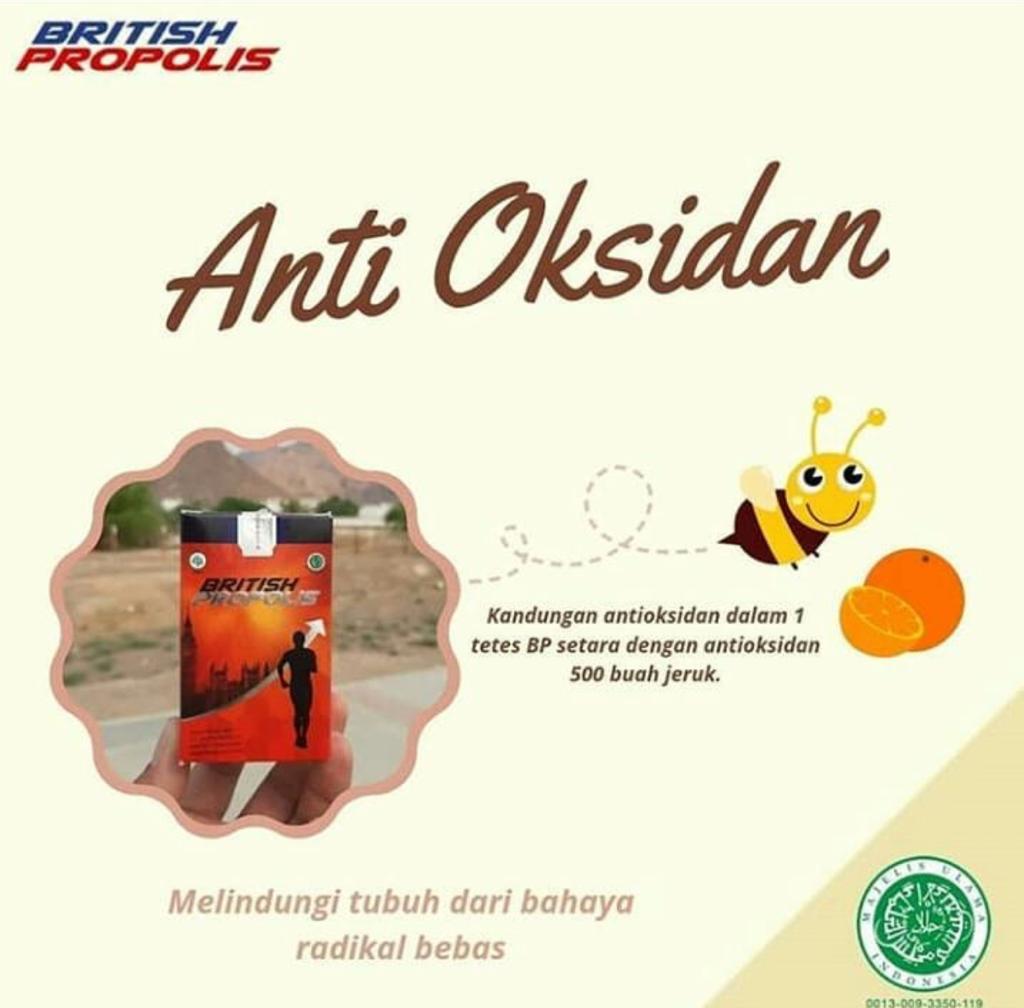 BRITISH
PROPOLIS
Anti Oksidan
BRITISH
PROPOLIS
Kandungan antioksidan dalam 1
tetes BP setara dengan antioksidan
500 buah jeruk.
Melindungi tubuh dari bahaya
radikal bebas
MAJELIS ULAMA
INDONESIA
0013-009-3350-119